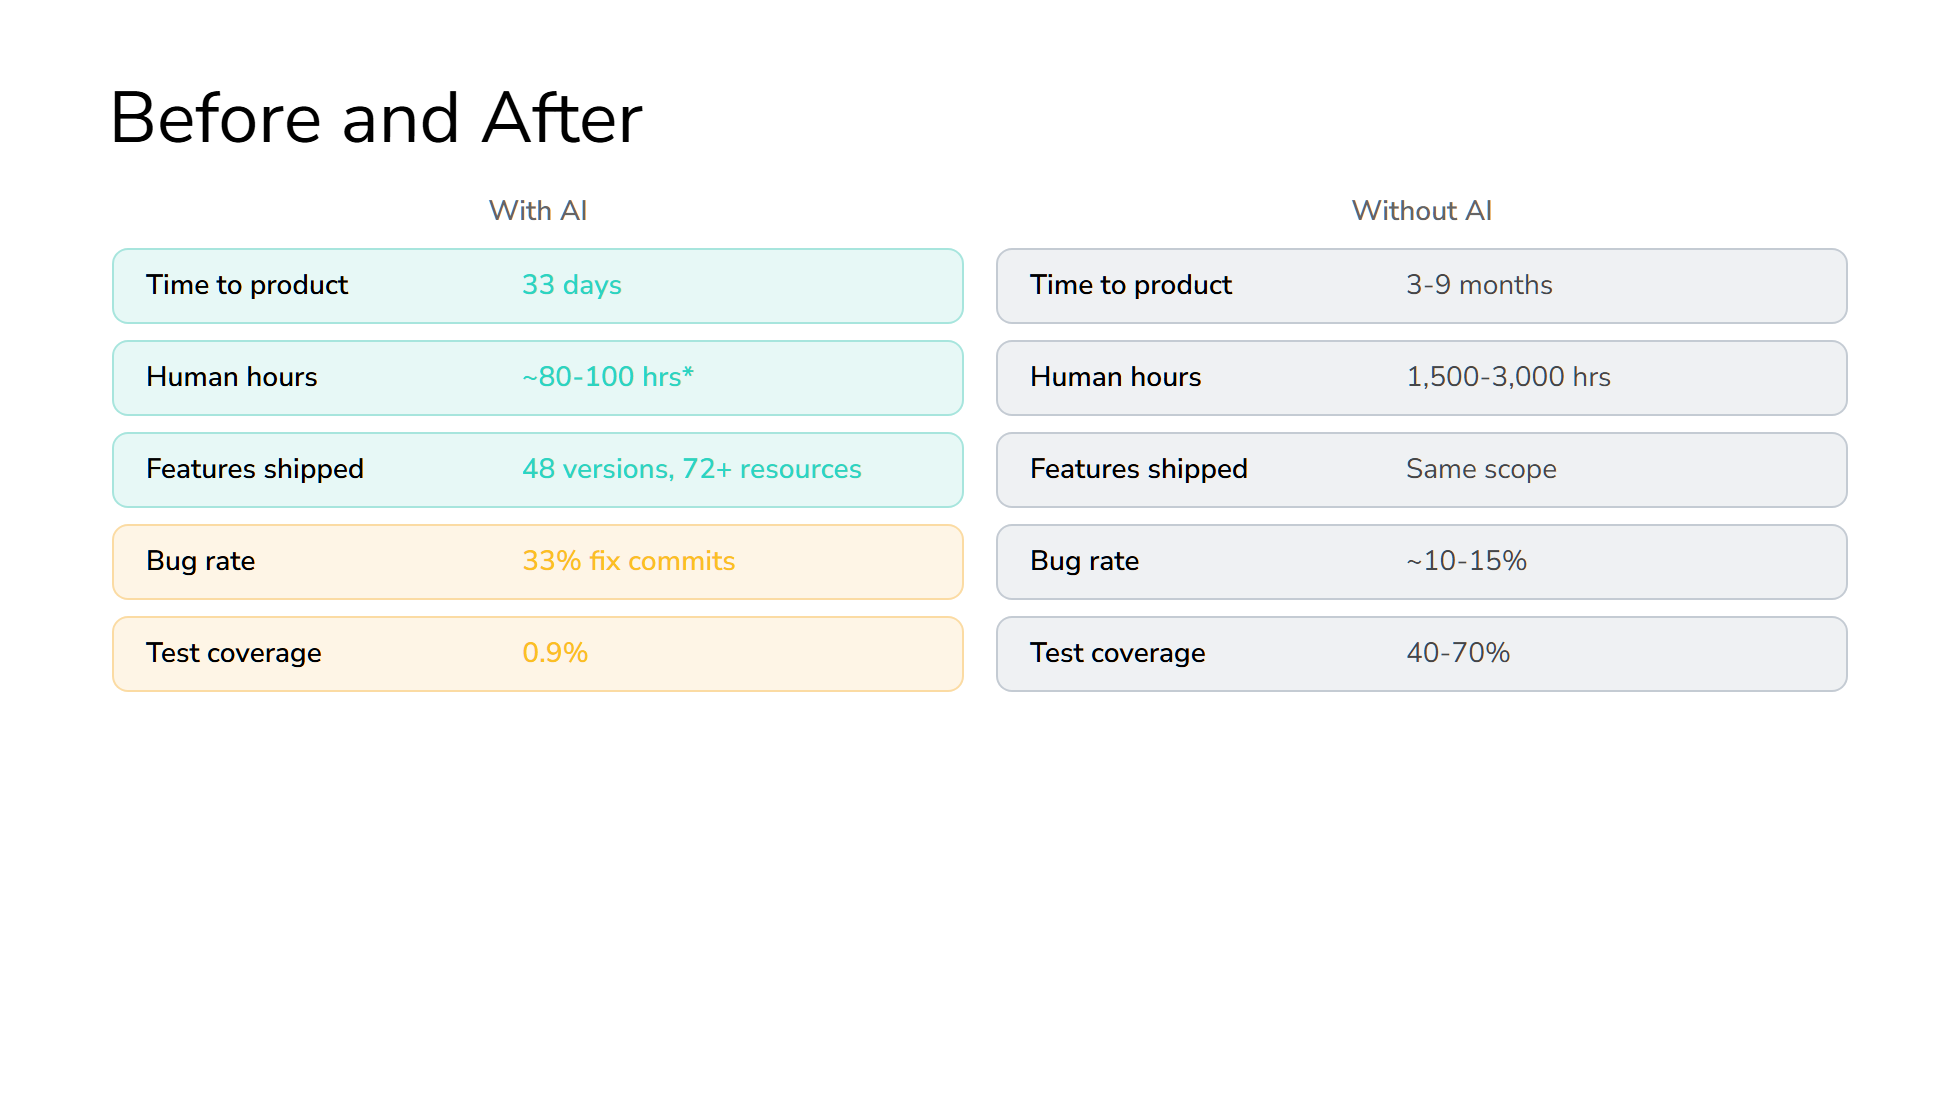 Before and After
With AI
Without AI
Time to product 33 days
Time to product 3-9 months
Human hours ~80-100 hrs*
Human hours 1,500-3,000 hrs
Features shipped 48 versions, 72+ resources
Features shipped Same scope
Bug rate 33% fix commits
Bug rate ~10-15%
Test coverage 0.9%
Test coverage 40-70%